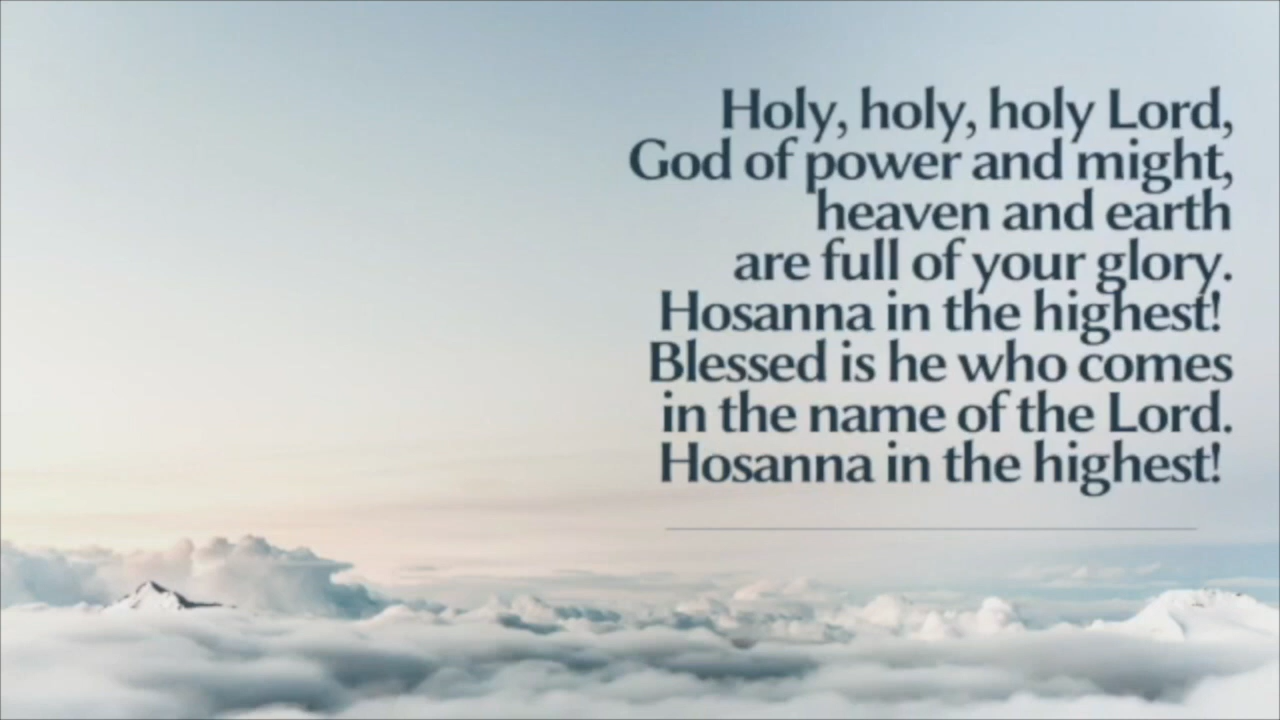 Holy, holy, holy Lord,
God of power and might,
heaven and earth
are full of your glory.
Hosanna in the highest!
Blessed is he who comes
in the name of the Lord.
Hosanna in the highest!